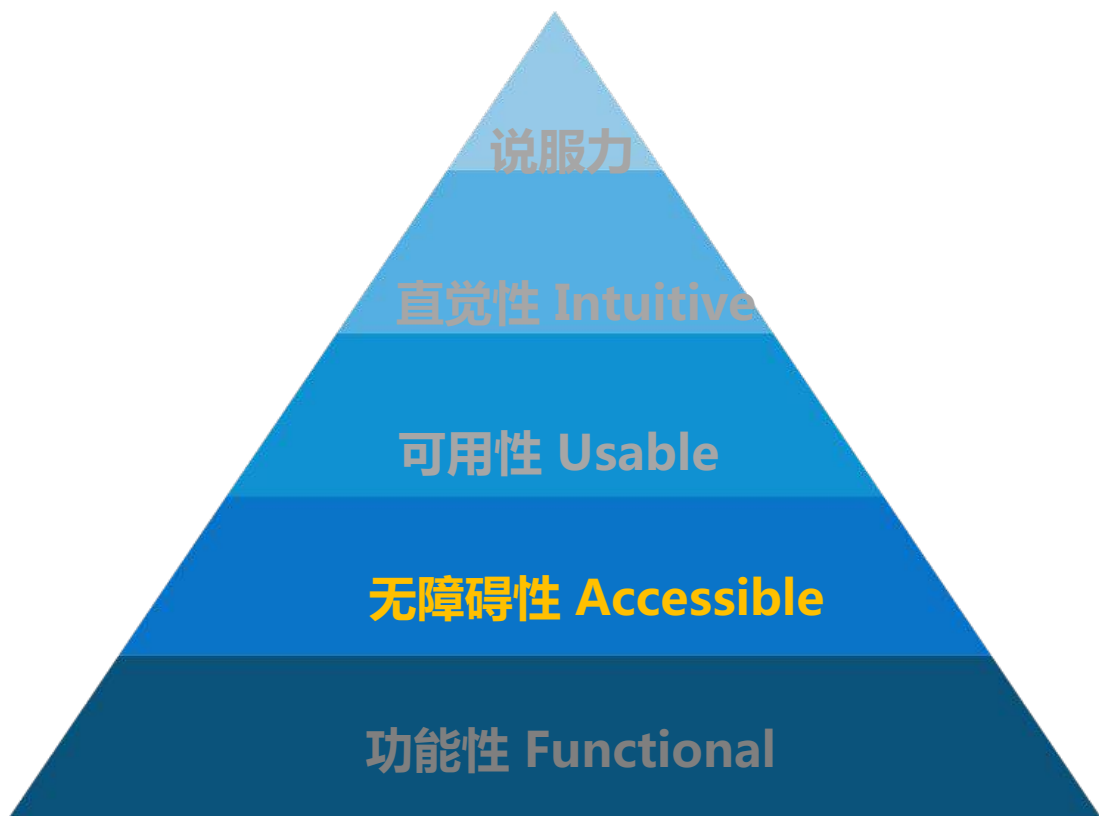 说服力
直觉性 Intuitive
可用性 Usable
无障碍性 Accessible
功能性 Functional